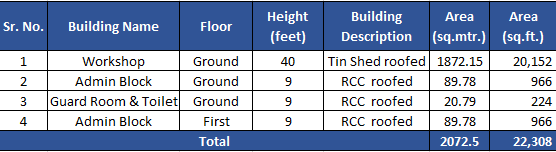 Sr. No. Building Name Floor Height (feet) Building Description Area (sq.mtr.) Area (sq.ft.)
1 Workshop Ground 40 Tin Shed roofed 1872.15 20,152
2 Admin Block Ground 9 RCC roofed 89.78 966
3 Guard Room & Toilet Ground 9 RCC roofed 20.79 224
4 Admin Block First 9 RCC roofed 89.78 966
Total 2072.5 22,308